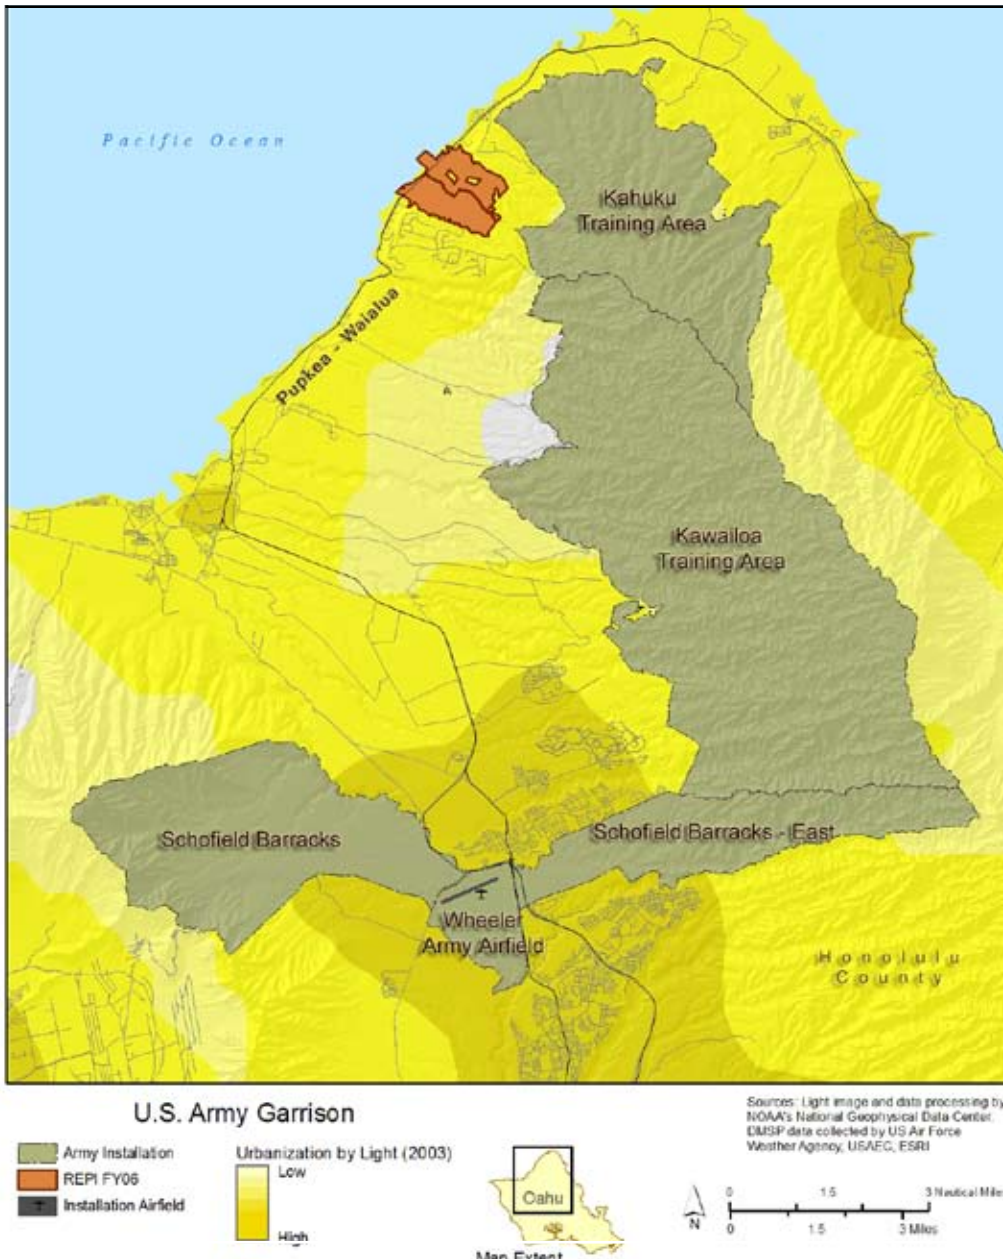 Pacific Ocean
Kahuku
Training Area
Pupkea - Waialua
A
Kawailoa
Training Area
Schofield Barracks
Schofield Barracks - East
Wheeler
Army Airfield
Honolulu
County
U.S. Army Garrison
Army Installation
REPI FY06
Installation Airfield
Urbanization by Light (2003)
Low
High
Oahu
Map Extent
N
0 1.5 3 Nautical Miles
0 1.5 3 Miles
Sources: Light image and data processing by
NOAA's National Geophysical Data Center.
DMSP data collected by US Air Force
Weather Agency, USAEC, ESRI